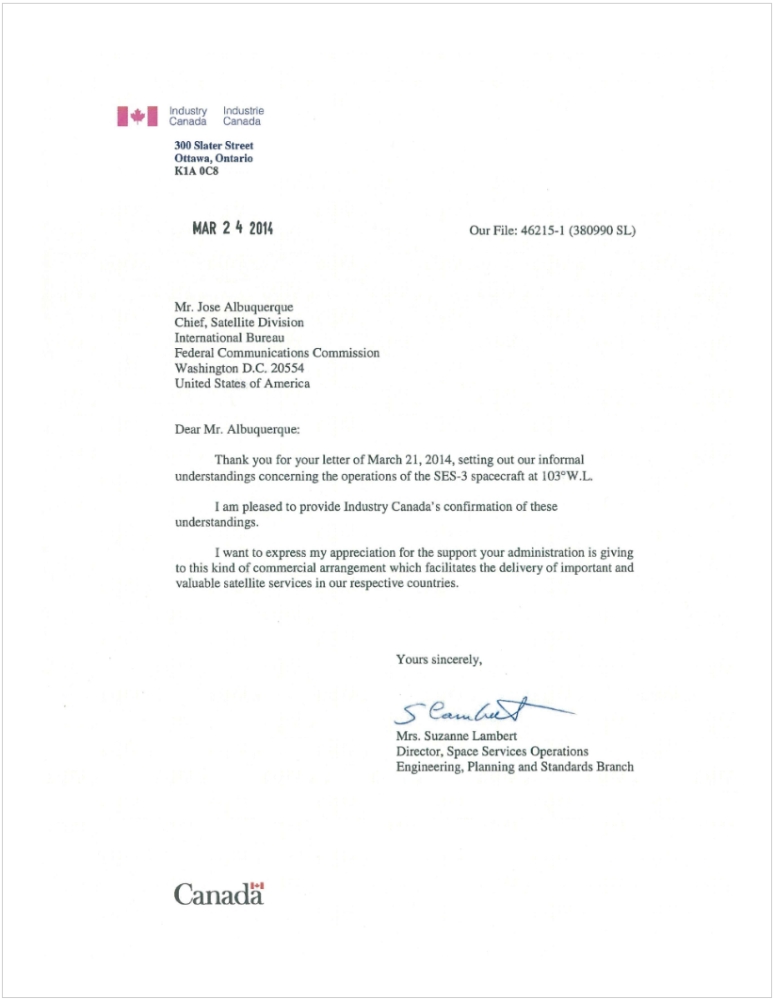 Industry Industrie
Canada Canada
300 Slater Street
Ottawa, Ontario
K1A 0C8
MAR 24 2014
Our File: 46215-1 (380990 SL)
Mr. Jose Albuquerque
Chief, Satellite Division
International Bureau
Federal Communications Commission
Washington D.C. 20554
United States of America
Dear Mr. Albuquerque:
Thank you for your letter of March 21, 2014, setting out our informal
understandings concerning the operations of the SES-3 spacecraft at 103°W.L.
I am pleased to provide Industry Canada's confirmation of these
understandings.
I want to express my appreciation for the support your administration is giving
to this kind of commercial arrangement which facilitates the delivery of important and
valuable satellite services in our respective countries.
Yours sincerely,
S Lambert
Mrs. Suzanne Lambert
Director, Space Services Operations
Engineering, Planning and Standards Branch
Canada